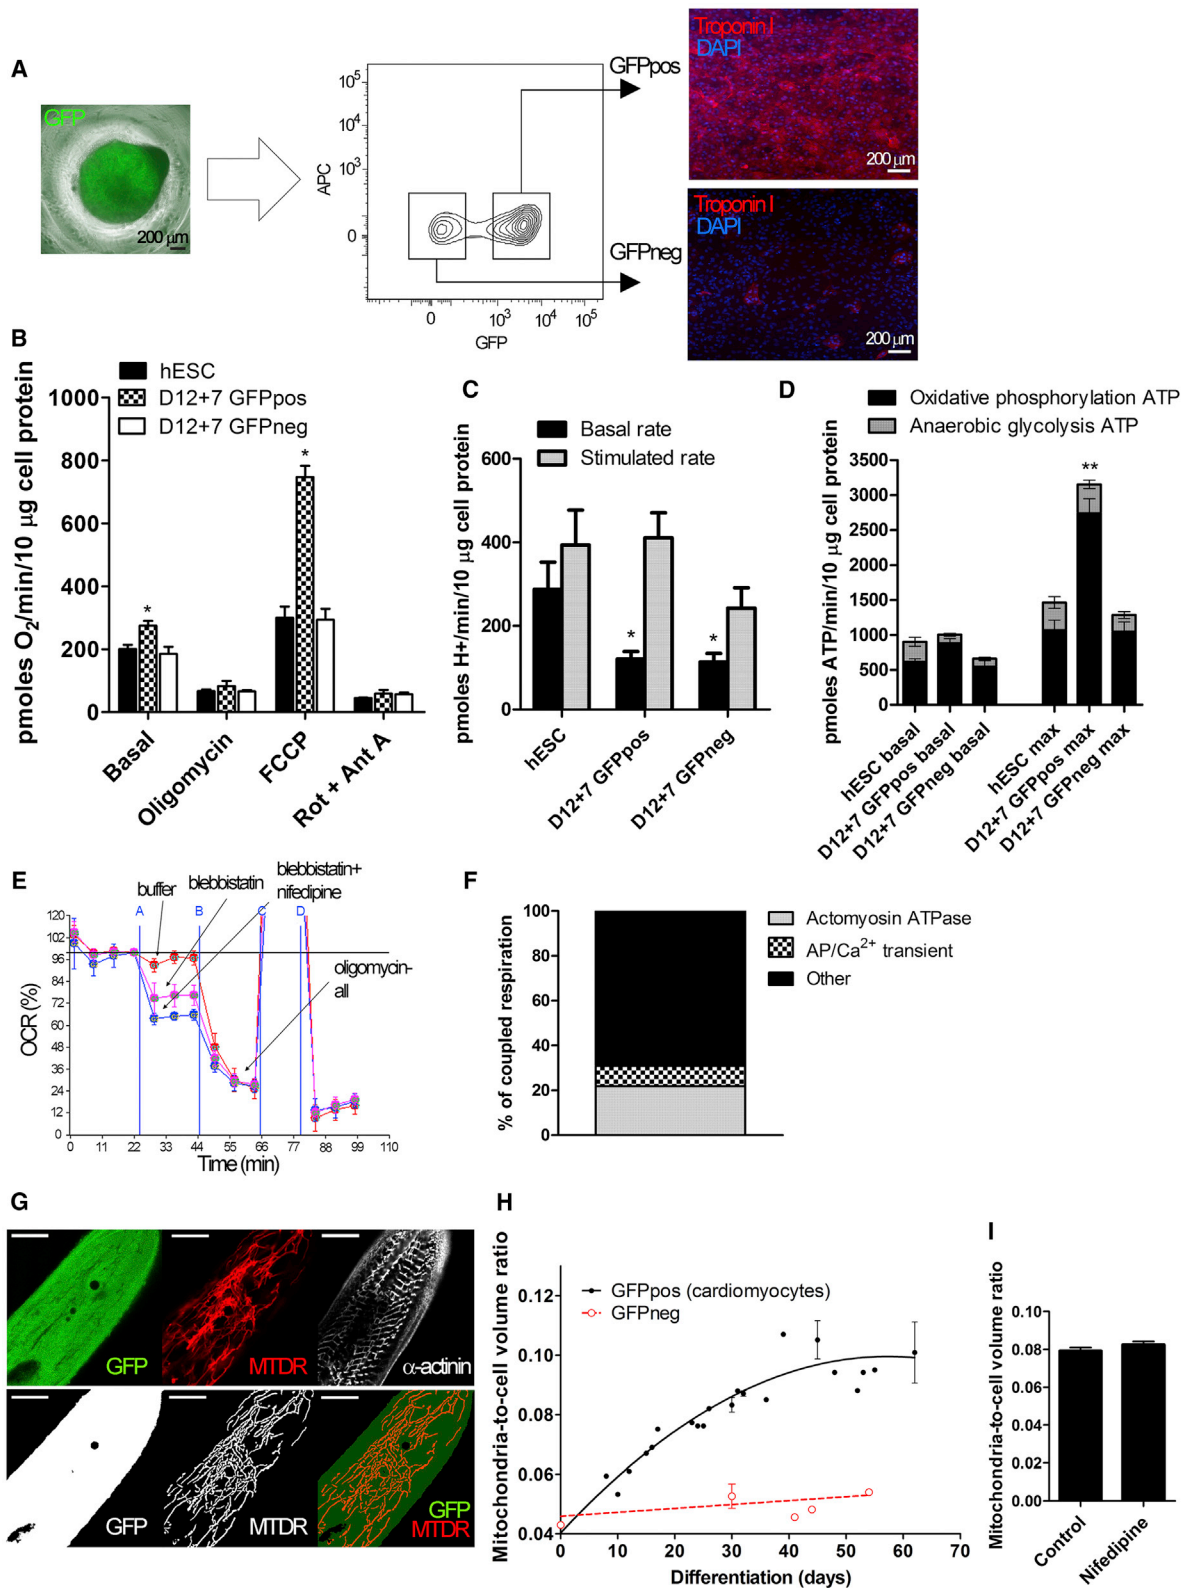 A
GFP
200 µm
APC
10⁵
10⁴
10³
0
0
10³
10⁴
10⁵
GFP
GFPpos
GFPneg
Troponin I
DAPI
200 µm
Troponin I
DAPI
200 µm
B
hESC
D12+7 GFPpos
D12+7 GFPneg
pmoles O₂/min/10 µg cell protein
1000
800
600
400
200
0
*
*
Basal
Oligomycin
FCCP
Rot + Ant A
C
Basal rate
Stimulated rate
pmoles H+/min/10 µg cell protein
600
400
200
0
*
*
hESC
D12+7 GFPpos
D12+7 GFPneg
D
Oxidative phosphorylation ATP
Anaerobic glycolysis ATP
pmoles ATP/min/10 µg cell protein
3500
3000
2500
2000
1500
1000
500
0
**
hESC basal
D12+7 GFPpos basal
D12+7 GFPneg basal
hESC max
D12+7 GFPpos max
D12+7 GFPneg max
E
buffer
blebbistatin
blebbistatin+
nifedipine
oligomycin-
all
A
B
C
D
OCR (%)
120
102
96
84
72
60
48
36
24
12
0
0
11
22
33
44
55
66
77
88
99
110
Time (min)
F
% of coupled respiration
100
80
60
40
20
0
Actomyosin ATPase
AP/Ca²⁺ transient
Other
G
GFP
MTDR
α-actinin
GFP
MTDR
GFP
MTDR
H
Mitochondria-to-cell volume ratio
0.12
0.10
0.08
0.06
0.04
GFPpos (cardiomyocytes)
GFPneg
0
10
20
30
40
50
60
70
Differentiation (days)
I
Mitochondria-to-cell volume ratio
0.10
0.08
0.06
0.04
0.02
0.00
Control
Nifedipine